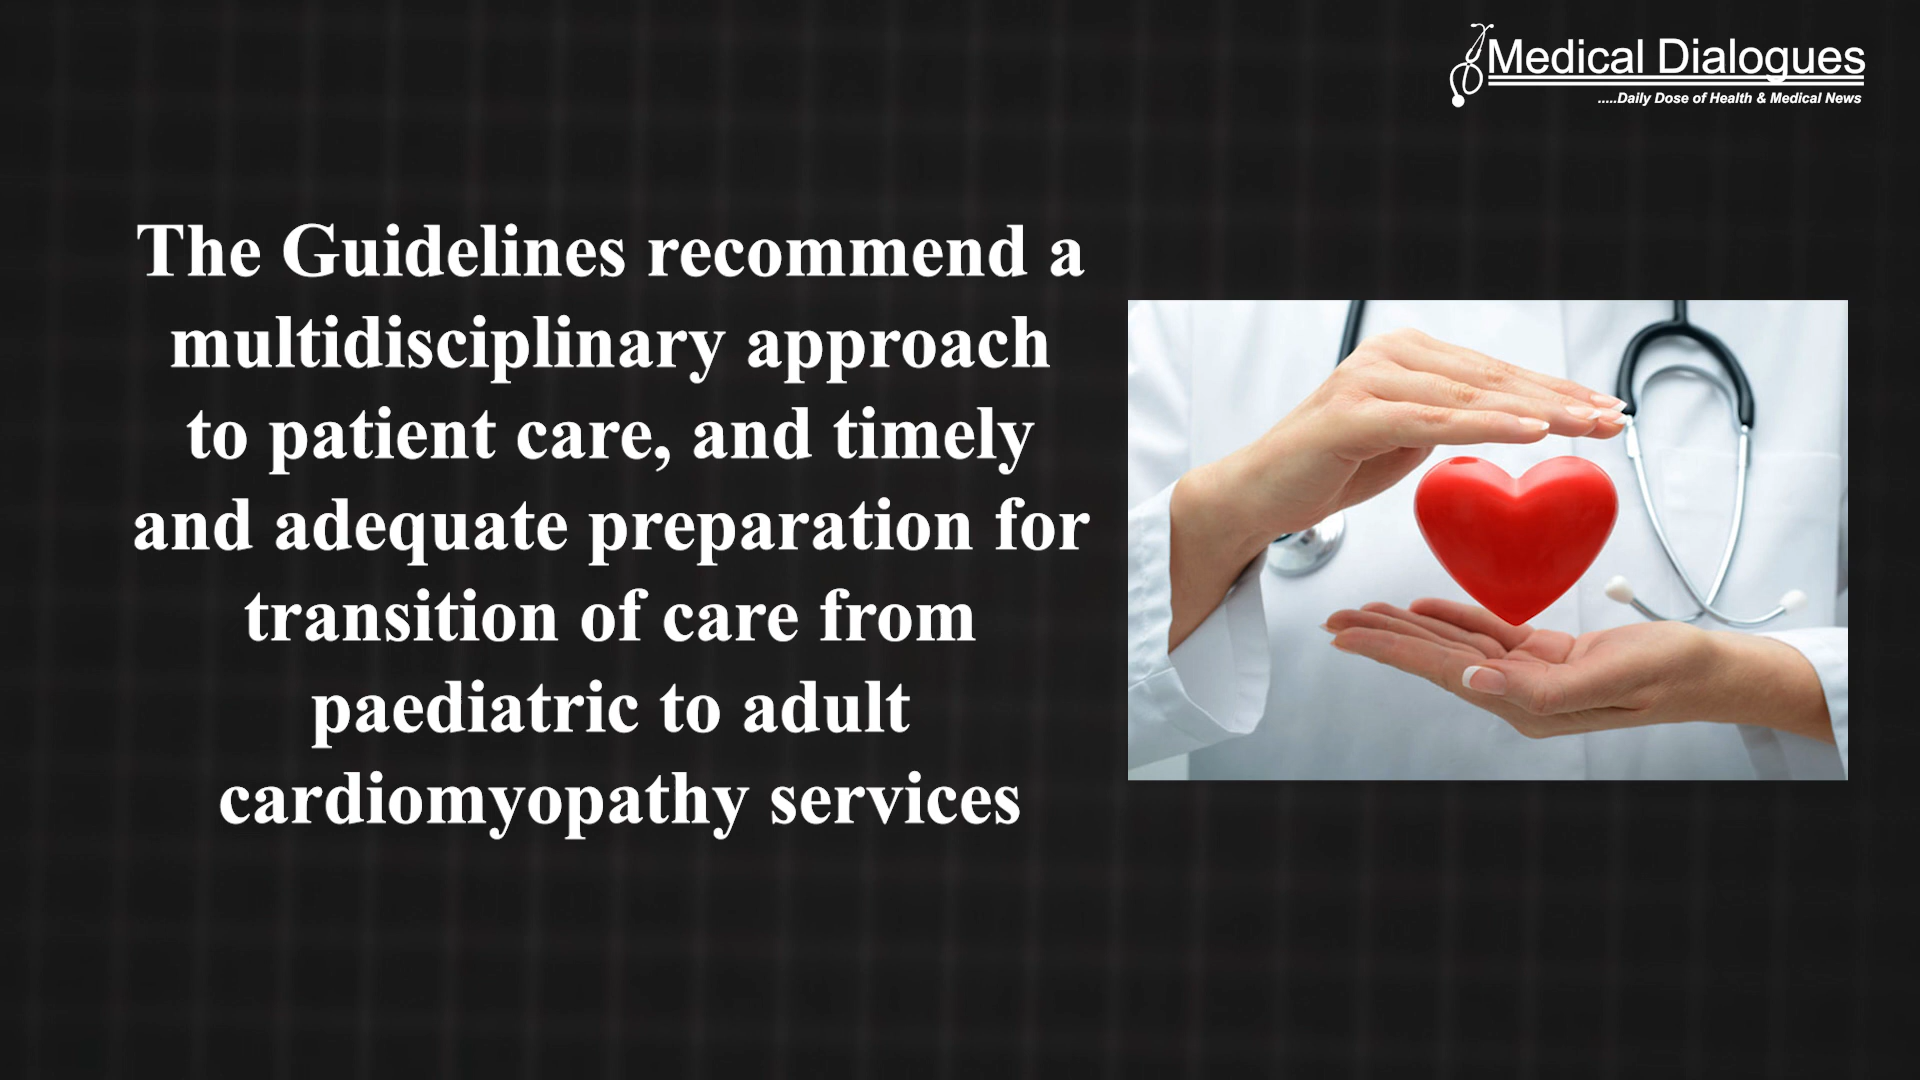 Medical Dialogues
.....Daily Dose of Health & Medical News
The Guidelines recommend a
multidisciplinary approach
to patient care, and timely
and adequate preparation for
transition of care from
paediatric to adult
cardiomyopathy services